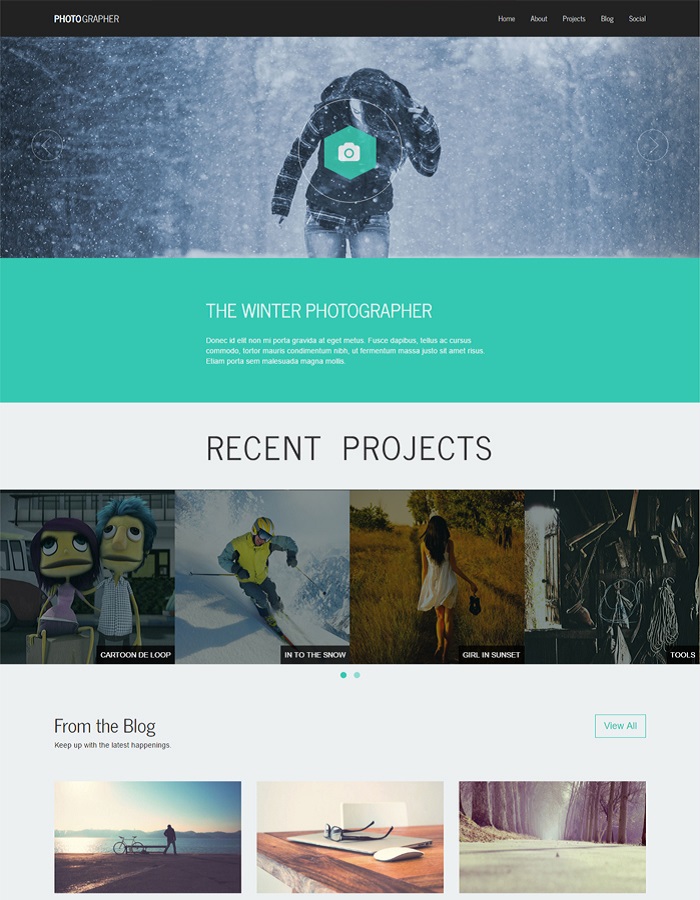 PHOTOGRAPHER
Home About Projects Blog Social
THE WINTER PHOTOGRAPHER
Donec id elit non mi porta gravida at eget metus. Fusce dapibus, tellus ac cursus
commodo, tortor mauris condimentum nibh, ut fermentum massa justo sit amet risus.
Etiam porta sem malesuada magna mollis.
RECENT PROJECTS
CARTOON DE LOOP
IN TO THE SNOW
GIRL IN SUNSET
TOOLS
From the Blog
View All
Keep up with the latest happenings.